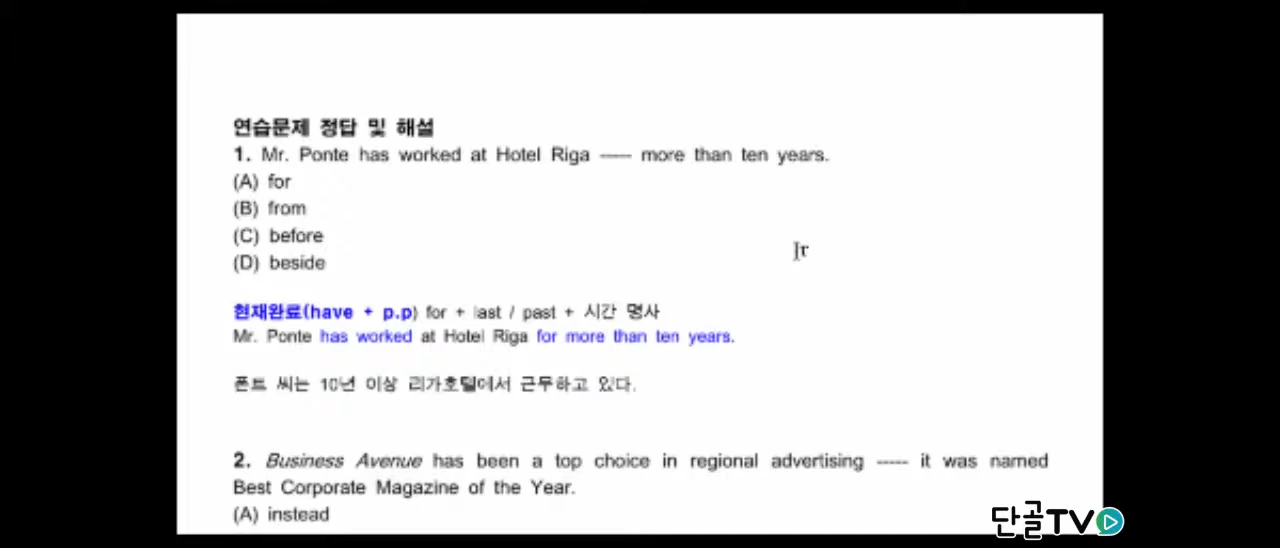 연습문제 정답 및 해설
1. Mr. Ponte has worked at Hotel Riga ----- more than ten years.
(A) for
(B) from
(C) before
(D) beside
현재완료(have + p.p) for + last / past + 시간 명사
Mr. Ponte has worked at Hotel Riga for more than ten years.
폰트 씨는 10년 이상 리가호텔에서 근무하고 있다.
2. Business Avenue has been a top choice in regional advertising ----- it was named
Best Corporate Magazine of the Year.
(A) instead
단골TV